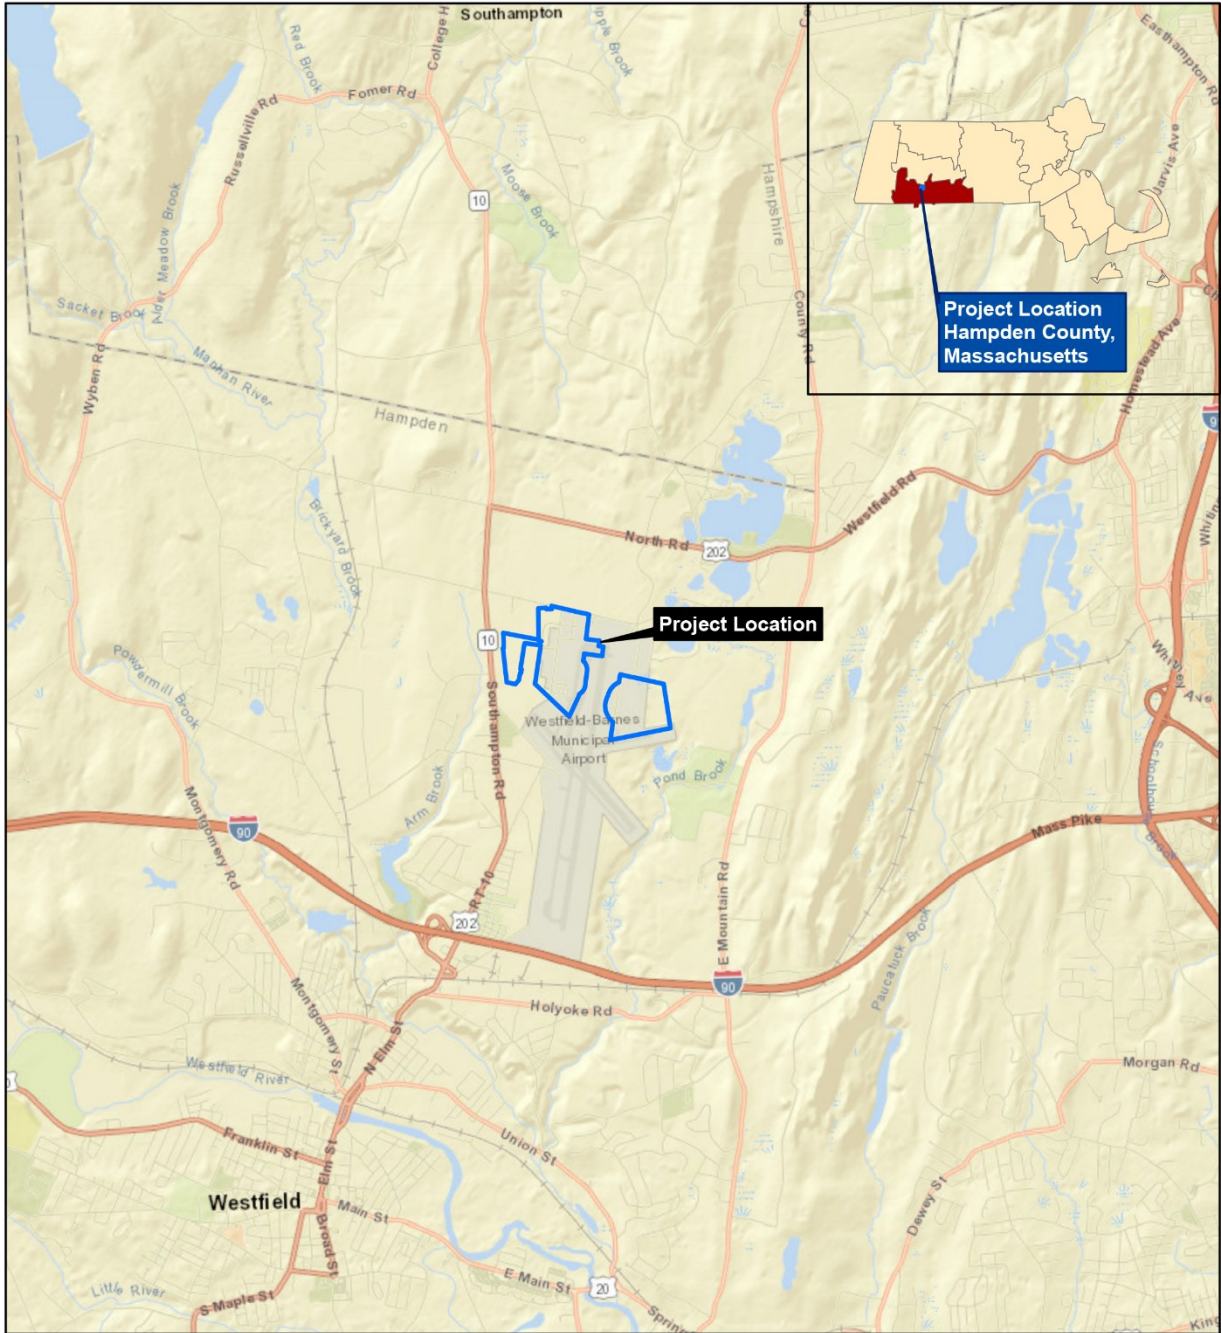 Southampton
College H
Red Brook
Fomer Rd
Russellville Rd
Easthampton Rd
Moose Brook
10
Hampshire
Jarvis Ave
Alder Meadow Brook
Sacket Brook
County Rd
Project Location
Hampden County,
Massachusetts
Homestead Ave
Manhan River
Wyben Rd
Hampden
9
Westfield Rd
Brickyard Brook
North Rd
202
Project Location
10
Powdermill Brook
Whitney Ave
Southampton Rd
Westfield-Barnes
Municipal
Airport
Pond Brook
Arm Brook
Montgomery Rd
90
Mass Pike
Schoolhouse Brook
RT-10
202
E Mountain Rd
Paucatuck Brook
90
Holyoke Rd
Montgomery St
N Elm St
Westfield River
Morgan Rd
Franklin St
Union St
Elm St
Westfield
Main St
Broad St
Dewey St
E Main St
20
Little River
S Maple St
Spring
King